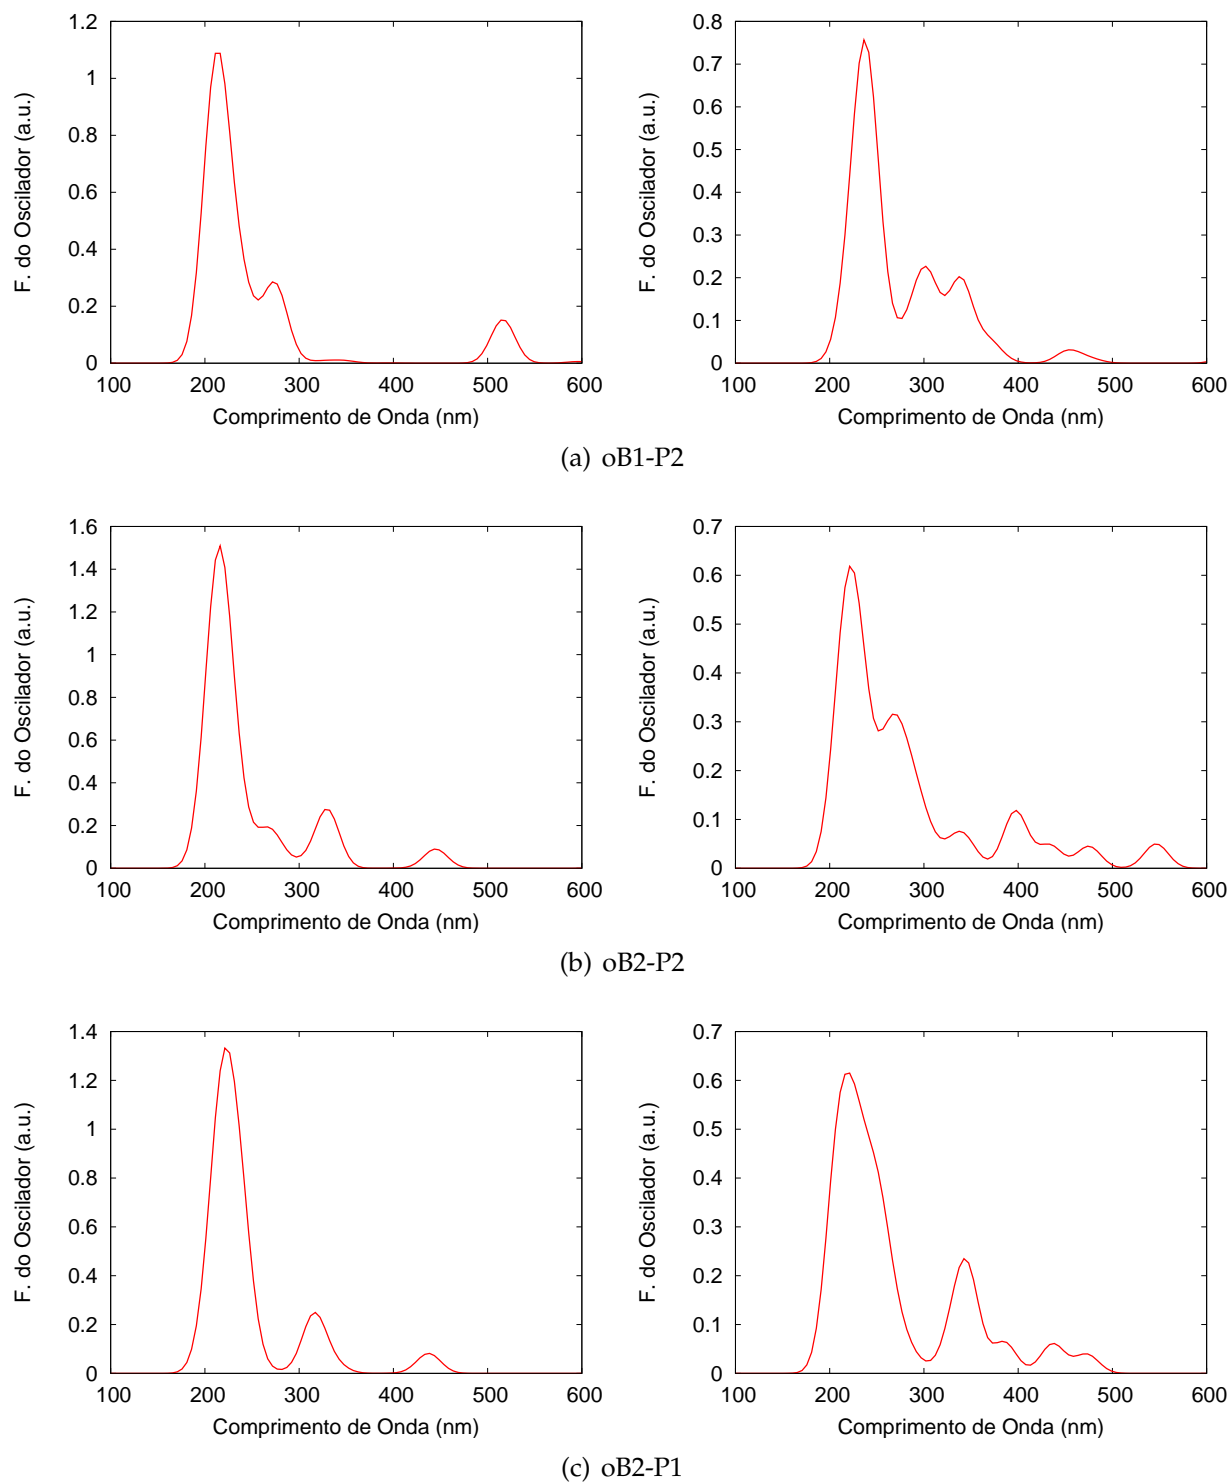 1.2
1
0.8
0.6
0.4
0.2
0
100 200 300 400 500 600
F. do Oscilador (a.u.)
Comprimento de Onda (nm)
0.8
0.7
0.6
0.5
0.4
0.3
0.2
0.1
0
100 200 300 400 500 600
F. do Oscilador (a.u.)
Comprimento de Onda (nm)
(a) oB1-P2
1.6
1.4
1.2
1
0.8
0.6
0.4
0.2
0
100 200 300 400 500 600
F. do Oscilador (a.u.)
Comprimento de Onda (nm)
0.7
0.6
0.5
0.4
0.3
0.2
0.1
0
100 200 300 400 500 600
F. do Oscilador (a.u.)
Comprimento de Onda (nm)
(b) oB2-P2
1.4
1.2
1
0.8
0.6
0.4
0.2
0
100 200 300 400 500 600
F. do Oscilador (a.u.)
Comprimento de Onda (nm)
0.7
0.6
0.5
0.4
0.3
0.2
0.1
0
100 200 300 400 500 600
F. do Oscilador (a.u.)
Comprimento de Onda (nm)
(c) oB2-P1